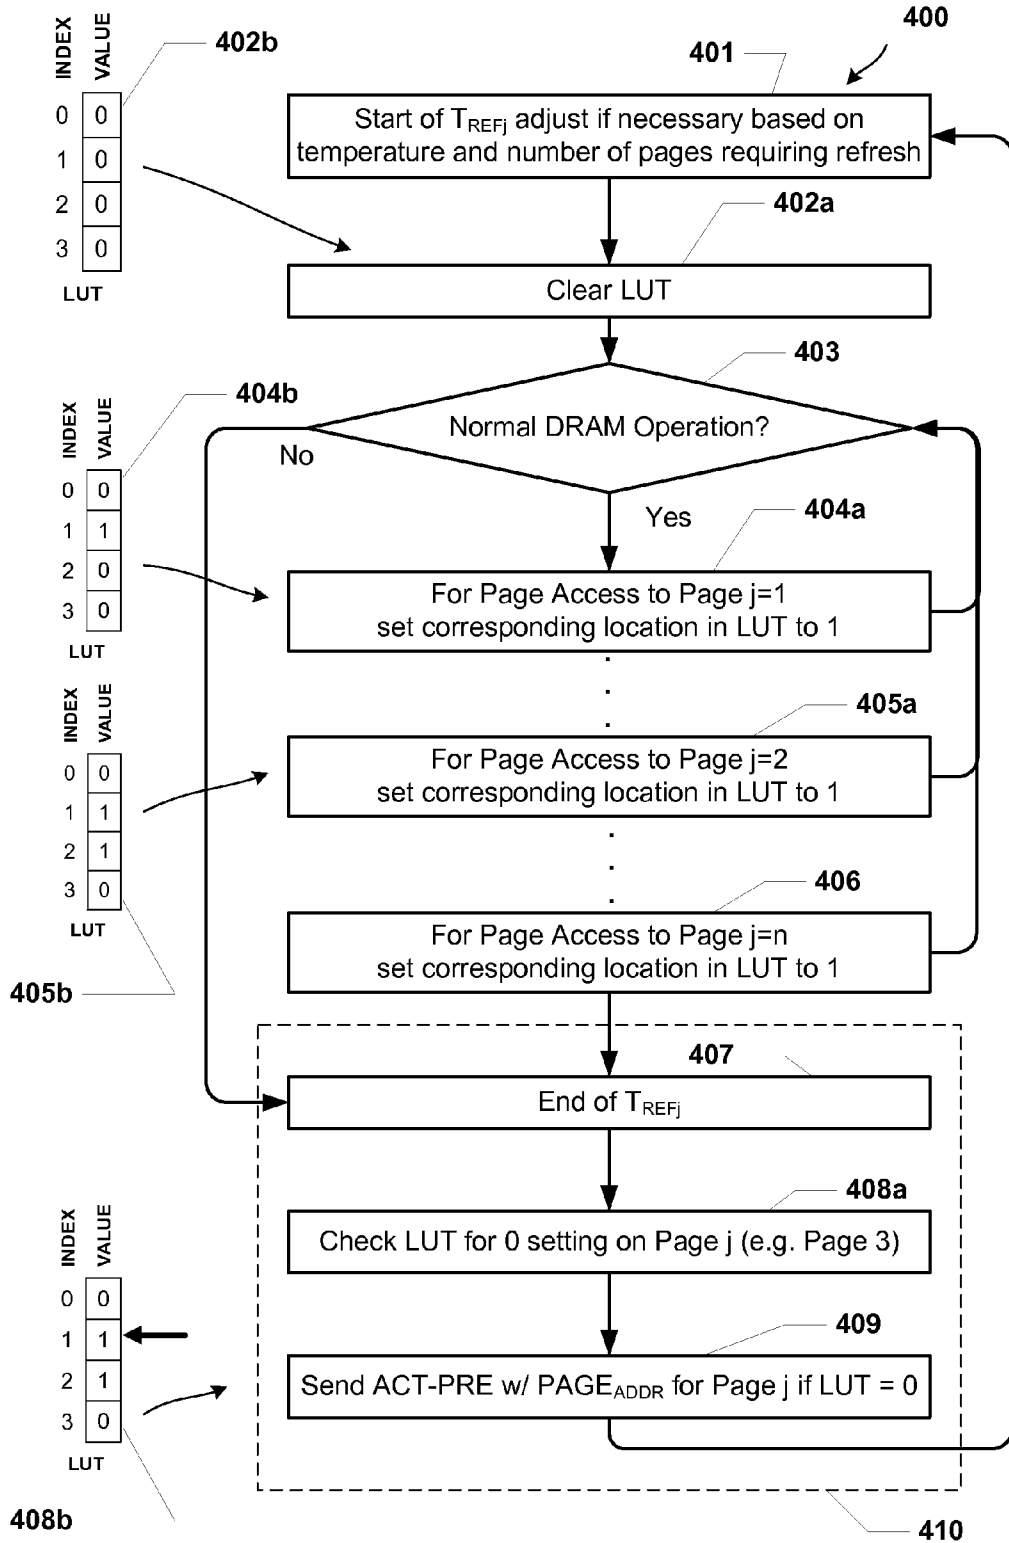 400
401
Start of TREFj adjust if necessary based on
temperature and number of pages requiring refresh
INDEX VALUE
402b
0 0
1 0
2 0
3 0
LUT
402a
Clear LUT
403
Normal DRAM Operation?
No
Yes
INDEX VALUE
404b
0 0
1 1
2 0
3 0
LUT
404a
For Page Access to Page j=1
set corresponding location in LUT to 1
INDEX VALUE
0 0
1 1
2 1
3 0
LUT
405b
405a
For Page Access to Page j=2
set corresponding location in LUT to 1
406
For Page Access to Page j=n
set corresponding location in LUT to 1
407
End of TREFj
408a
Check LUT for 0 setting on Page j (e.g. Page 3)
INDEX VALUE
0 0
1 1
2 1
3 0
LUT
408b
409
Send ACT-PRE w/ PAGEADDR for Page j if LUT = 0
410